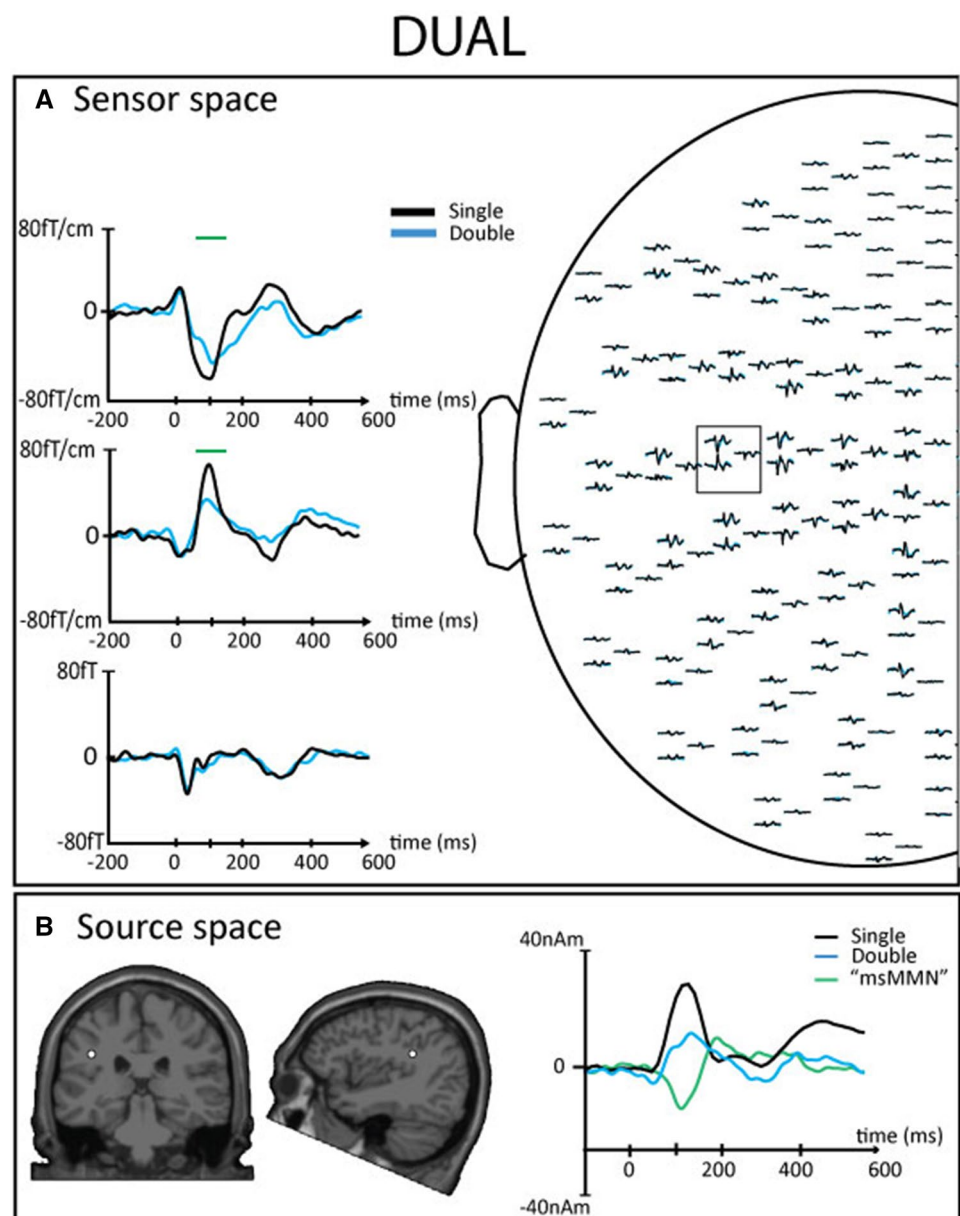 DUAL
A Sensor space
Single
Double
80fT/cm
0
-80fT/cm
time (ms)
-200 0 200 400 600
80fT/cm
0
-80fT/cm
time (ms)
-200 0 200 400 600
80fT
0
-80fT
time (ms)
-200 0 200 400 600
B Source space
Single
Double
“msMMN”
40nAm
0
-40nAm
time (ms)
0 200 400 600